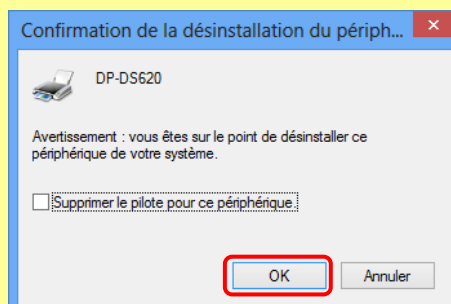 Confirmation de la désinstallation du périph...
DP-DS620
Avertissement : vous êtes sur le point de désinstaller ce
périphérique de votre système.
Supprimer le pilote pour ce périphérique.
OK
Annuler